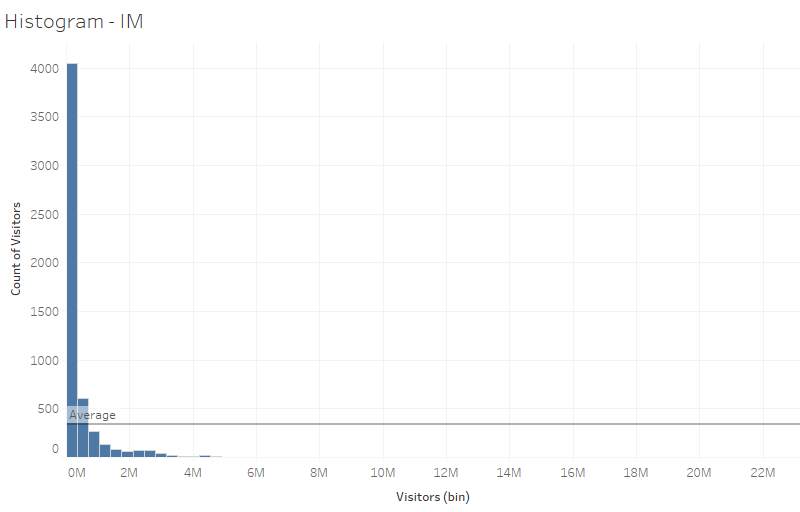 Histogram - IM
4000
3500
3000
2500
2000
1500
1000
500
0
Count of Visitors
Average
0M 2M 4M 6M 8M 10M 12M 14M 16M 18M 20M 22M
Visitors (bin)